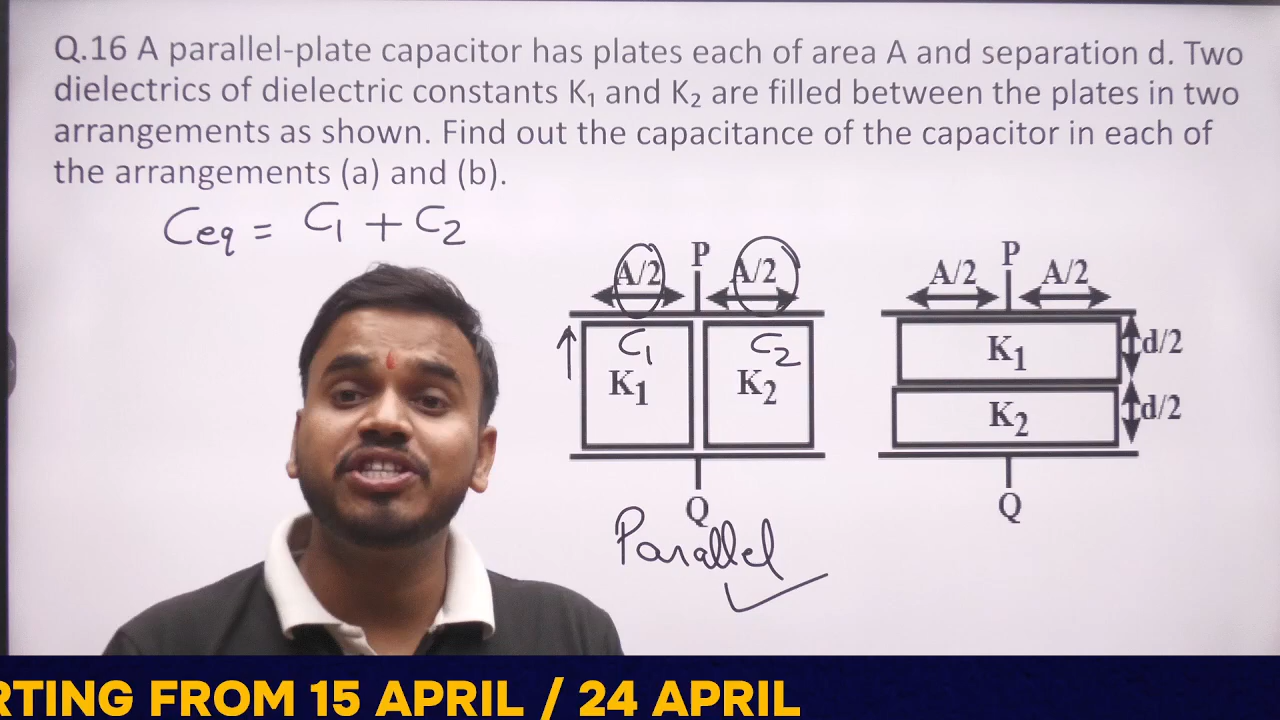 Q.16 A parallel-plate capacitor has plates each of area A and separation d. Two
dielectrics of dielectric constants K₁ and K₂ are filled between the plates in two
arrangements as shown. Find out the capacitance of the capacitor in each of
the arrangements (a) and (b).
Ceq = C₁ + C₂
A/2 P A/2
C₁ C₂
K₁ K₂
Q
Parallel
A/2 P A/2
K₁ d/2
K₂ d/2
Q
RTING FROM 15 APRIL / 24 APRIL